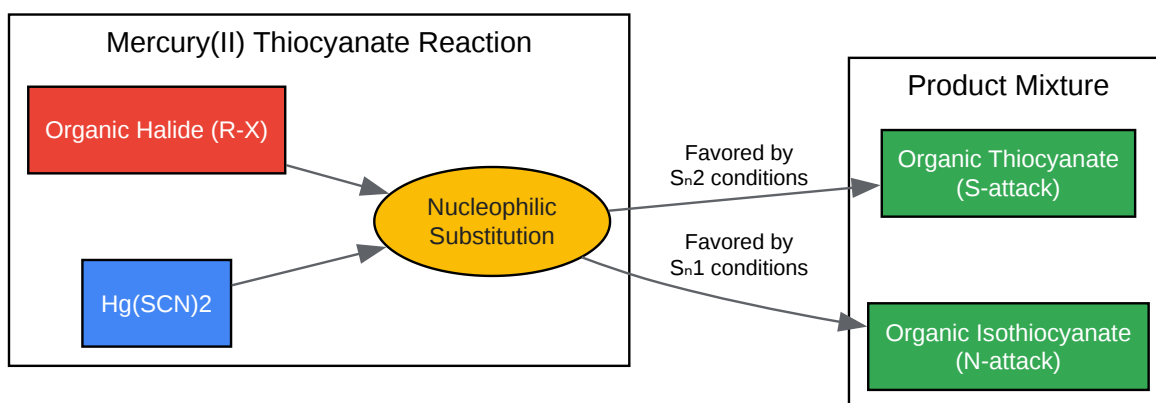 Mercury(II) Thiocyanate Reaction
Organic Halide (R-X)
Hg(SCN)2
Nucleophilic
Substitution
Favored by
Sₙ2 conditions
Favored by
Sₙ1 conditions
Product Mixture
Organic Thiocyanate
(S-attack)
Organic Isothiocyanate
(N-attack)